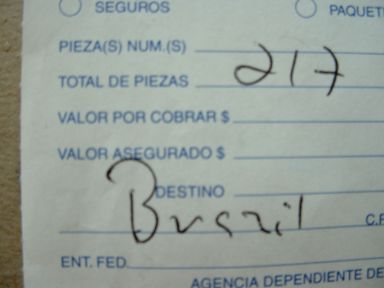 SEGUROS PAQUET
PIEZA(S) NUM.(S) 217
TOTAL DE PIEZAS
VALOR POR COBRAR $
VALOR ASEGURADO $
DESTINO
Brazil C.P
ENT. FED.
AGENCIA DEPENDIENTE DE